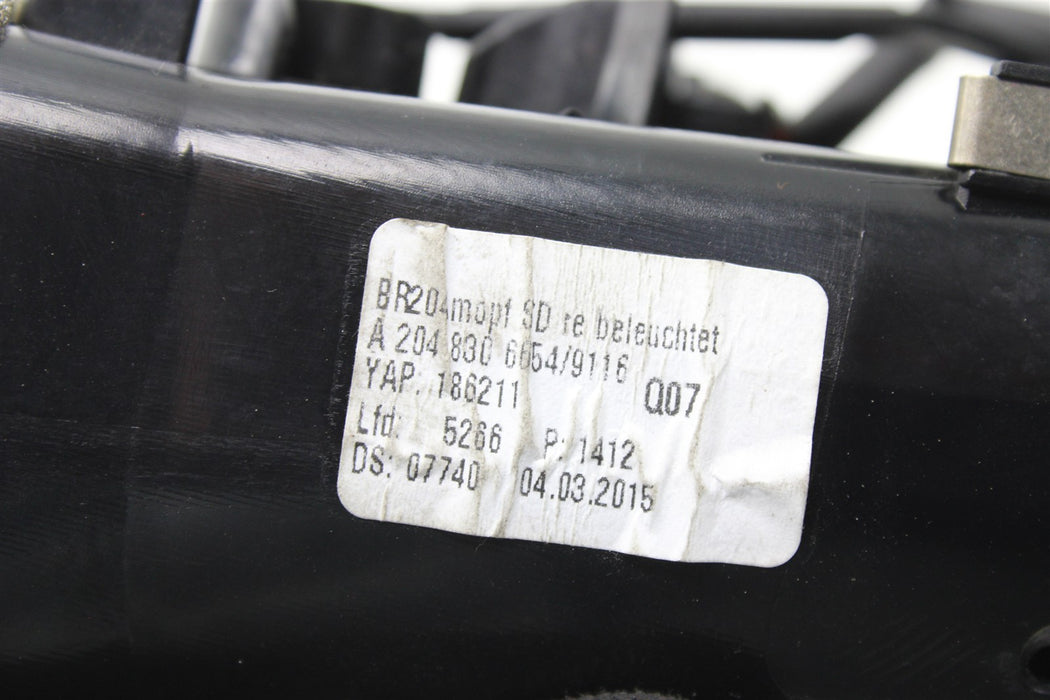 BR204mopf SD re beleuchtet
A 204 830 6654/9116
YAP: 186211 Q07
Lfd: 5266 P: 1412
DS: 07740 04.03.2015